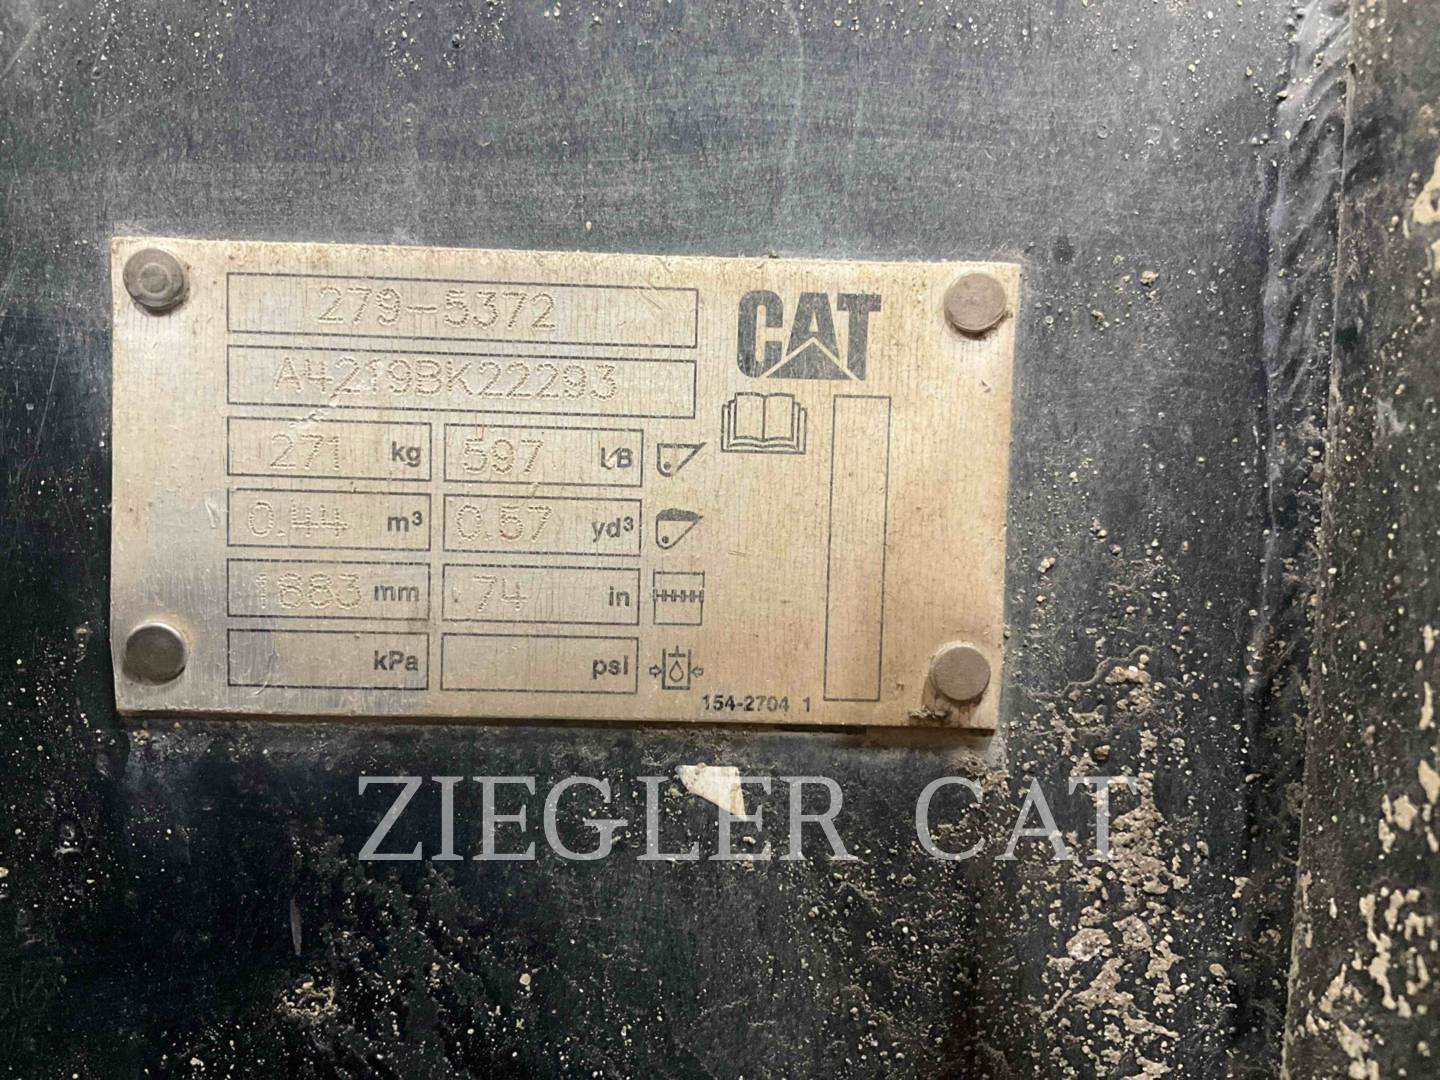 279-5372
CAT
A4219BK22293
271 kg 597 LB
0.44 m³ 0.57 yd³
1883 mm 74 in
kPa psi
154-2704 1
ZIEGLER CAT